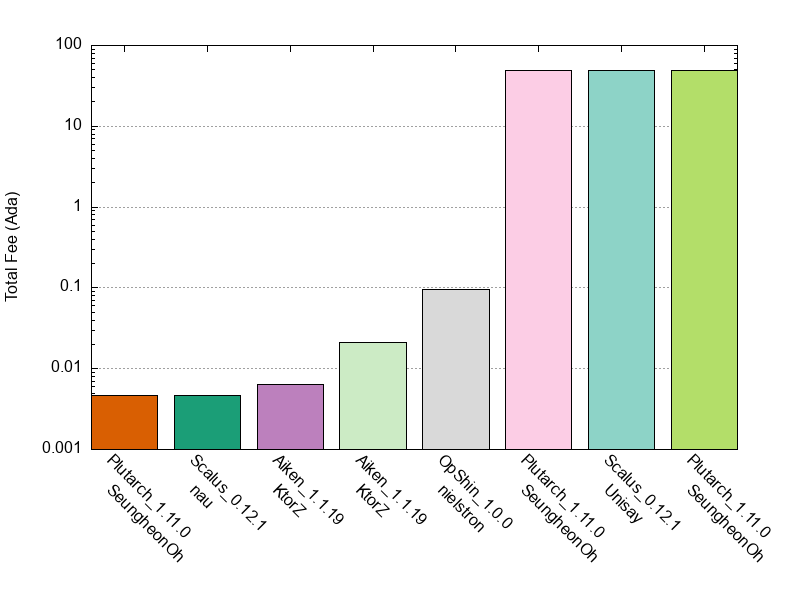 100
10
1
0.1
0.01
0.001
Total Fee (Ada)
Plutarch_1.11.0
SeungheonOh
Scalus_0.12.1
nau
Aiken_1.1.19
KtorZ
Aiken_1.1.19
KtorZ
OpShin_1.0.0
nielstron
Plutarch_1.11.0
SeungheonOh
Scalus_0.12.1
Unisay
Plutarch_1.11.0
SeungheonOh